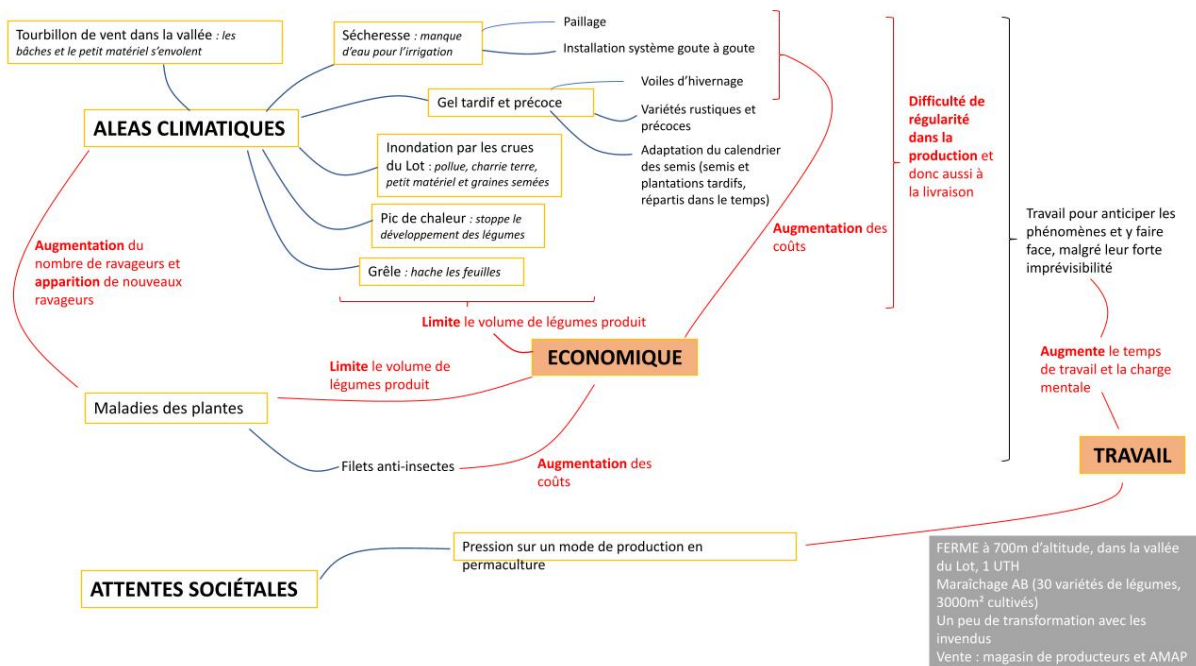 Tourbillon de vent dans la vallée : les
bâches et le petit matériel s'envolent
Sécheresse : manque
d'eau pour l'irrigation
Paillage
Installation système goute à goute
ALEAS CLIMATIQUES
Gel tardif et précoce
Voiles d'hivernage
Variétés rustiques et
précoces
Adaptation du calendrier
des semis (semis et
plantations tardifs,
répartis dans le temps)
Inondation par les crues
du Lot : pollue, charrie terre,
petit matériel et graines semées
Pic de chaleur : stoppe le
développement des légumes
Grêle : hache les feuilles
Difficulté de
régularité
dans la
production et
donc aussi à
la livraison
Augmentation des
coûts
Travail pour anticiper les
phénomènes et y faire
face, malgré leur forte
imprévisibilité
Augmentation du
nombre de ravageurs et
apparition de nouveaux
ravageurs
Limite le volume de légumes produit
ECONOMIQUE
Limite le volume de
légumes produit
Augmente le temps
de travail et la charge
mentale
Maladies des plantes
Filets anti-insectes
Augmentation des
coûts
TRAVAIL
Pression sur un mode de production en
permaculture
ATTENTES SOCIÉTALES
FERME à 700m d'altitude, dans la vallée
du Lot, 1 UTH
Maraîchage AB (30 variétés de légumes,
3000m² cultivés)
Un peu de transformation avec les
invendus
Vente : magasin de producteurs et AMAP